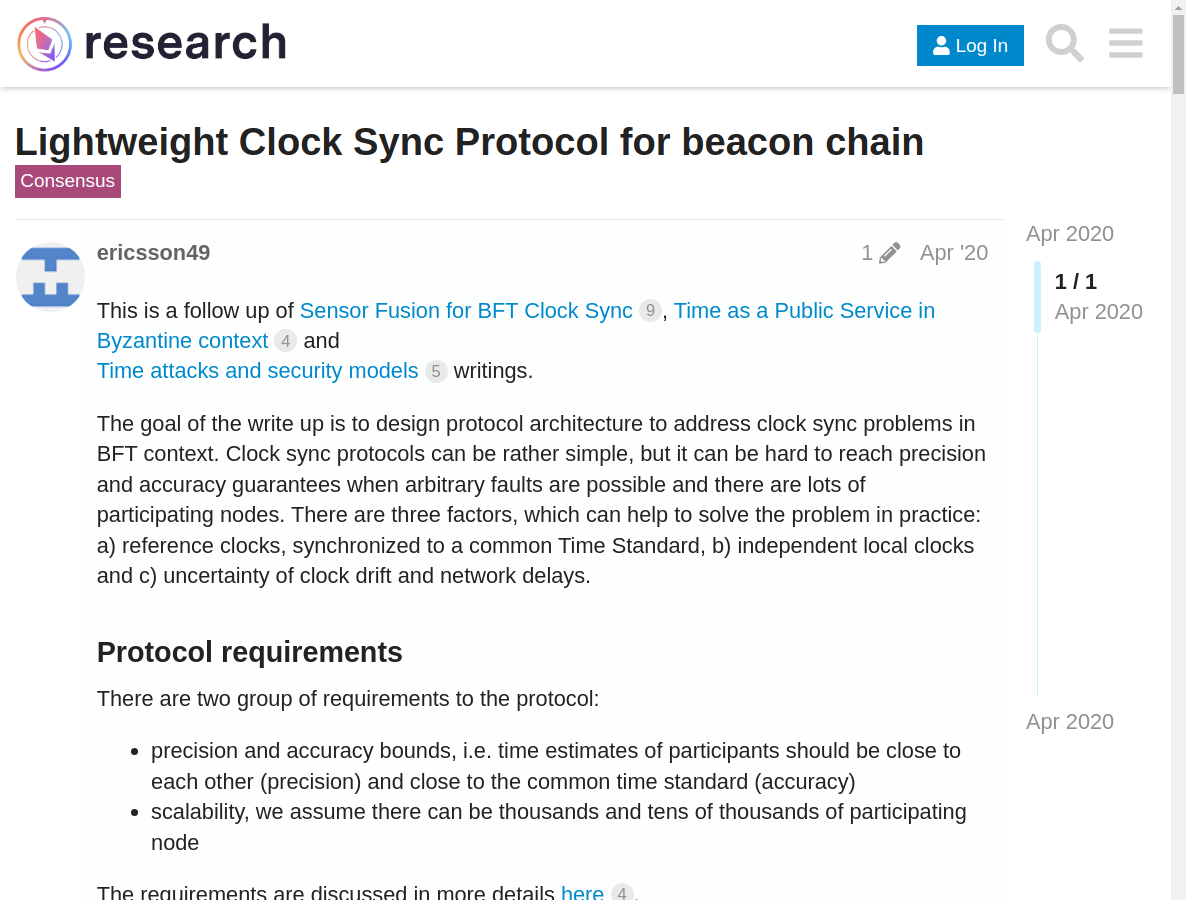 research
Log In
Lightweight Clock Sync Protocol for beacon chain
Consensus
ericsson49
1
Apr '20
This is a follow up of Sensor Fusion for BFT Clock Sync 9, Time as a Public Service in
Byzantine context 4 and
Time attacks and security models 5 writings.
The goal of the write up is to design protocol architecture to address clock sync problems in
BFT context. Clock sync protocols can be rather simple, but it can be hard to reach precision
and accuracy guarantees when arbitrary faults are possible and there are lots of
participating nodes. There are three factors, which can help to solve the problem in practice:
a) reference clocks, synchronized to a common Time Standard, b) independent local clocks
and c) uncertainty of clock drift and network delays.
Protocol requirements
There are two group of requirements to the protocol:
• precision and accuracy bounds, i.e. time estimates of participants should be close to
each other (precision) and close to the common time standard (accuracy)
• scalability, we assume there can be thousands and tens of thousands of participating
node
The requirements are discussed in more details here 4.
Apr 2020
1 / 1
Apr 2020
Apr 2020